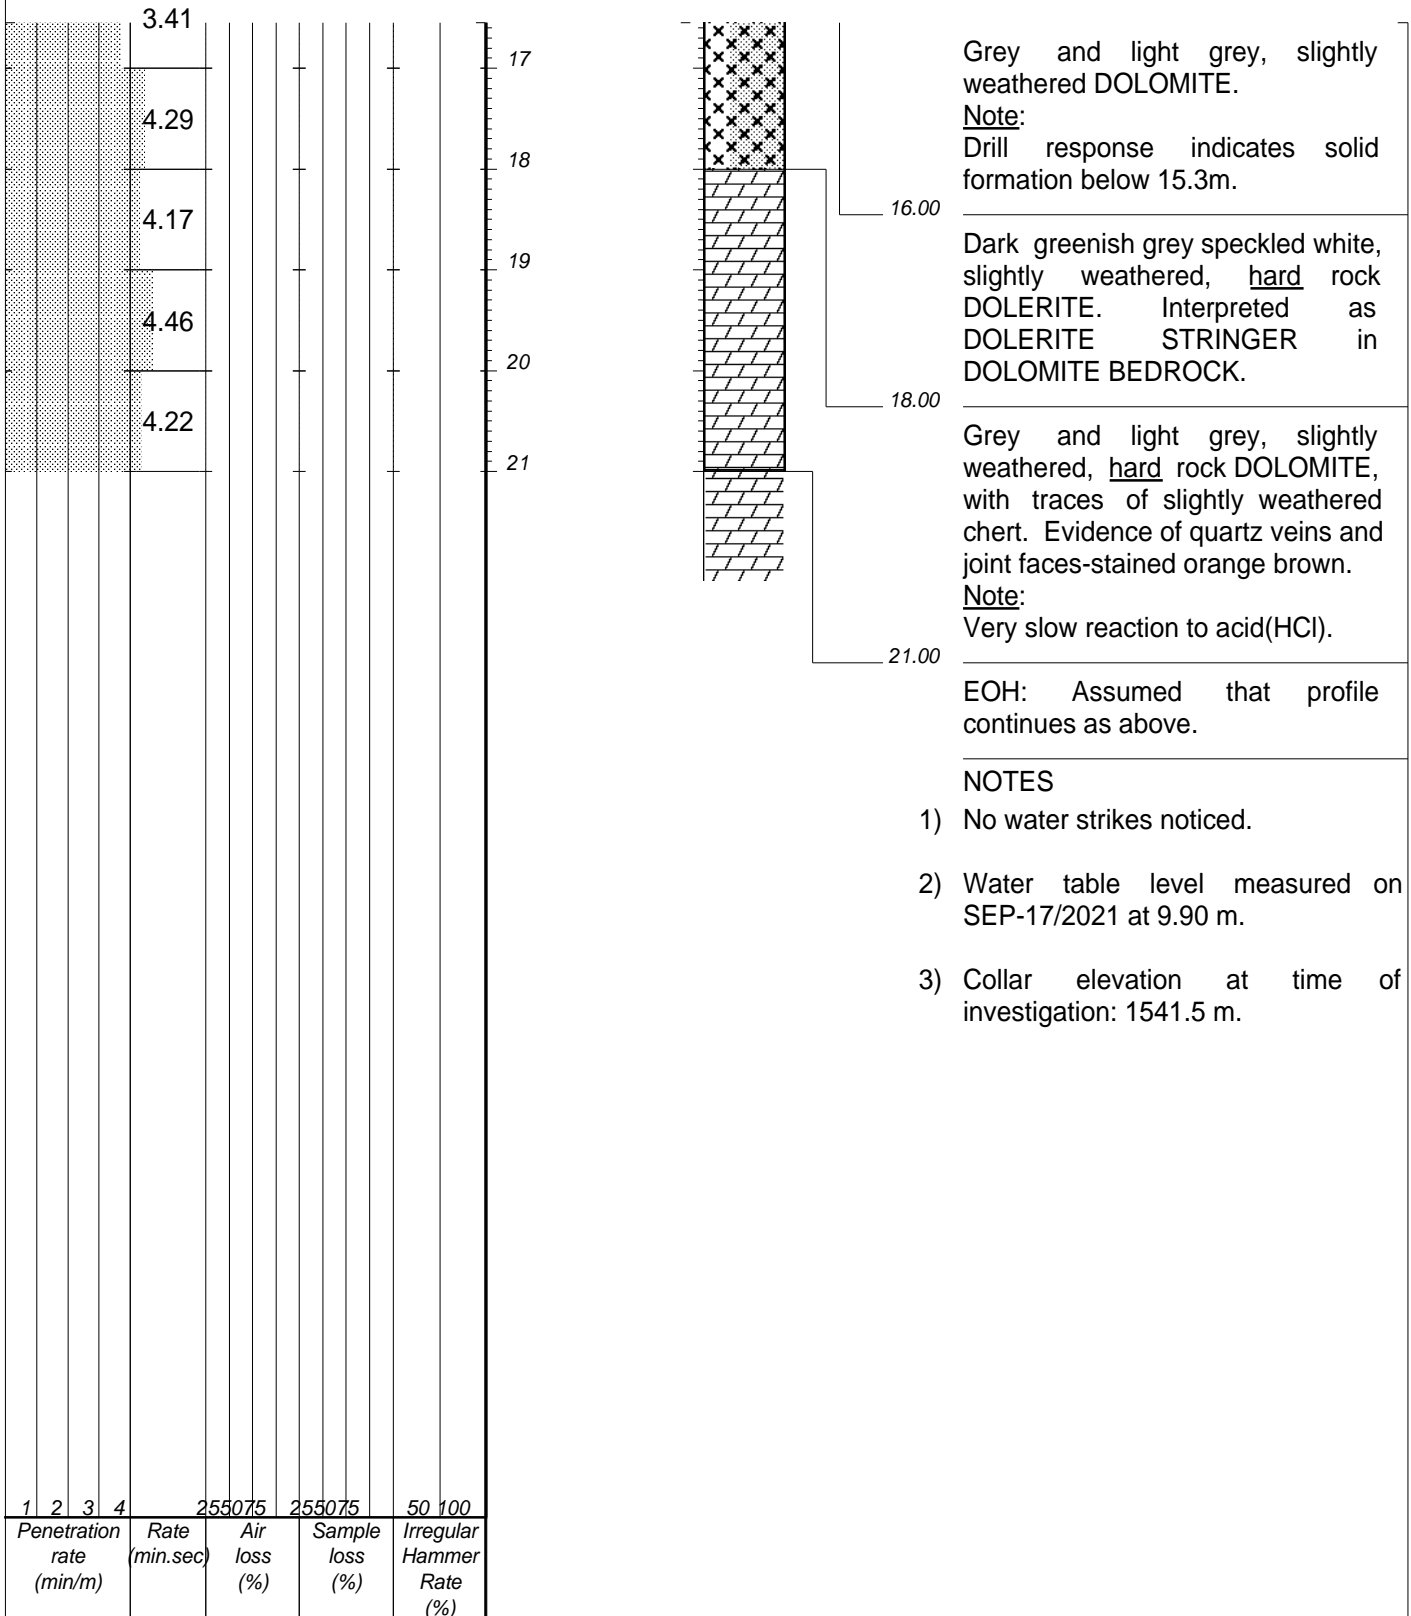 3.41
4.29
4.17
4.46
4.22
17
18
19
20
21
Grey and light grey, slightly
weathered DOLOMITE.
Note:
Drill response indicates solid
formation below 15.3m.
16.00
Dark greenish grey speckled white,
slightly weathered, hard rock
DOLERITE. Interpreted as
DOLERITE STRINGER in
DOLOMITE BEDROCK.
18.00
Grey and light grey, slightly
weathered, hard rock DOLOMITE,
with traces of slightly weathered
chert. Evidence of quartz veins and
joint faces-stained orange brown.
Note:
Very slow reaction to acid(HCl).
21.00
EOH: Assumed that profile
continues as above.
NOTES
1) No water strikes noticed.
2) Water table level measured on
SEP-17/2021 at 9.90 m.
3) Collar elevation at time of
investigation: 1541.5 m.
1 2 3 4 255075 255075 50 100
Penetration
rate
(min/m)
Rate
(min.sec)
Air
loss
(%)
Sample
loss
(%)
Irregular
Hammer
Rate
(%)